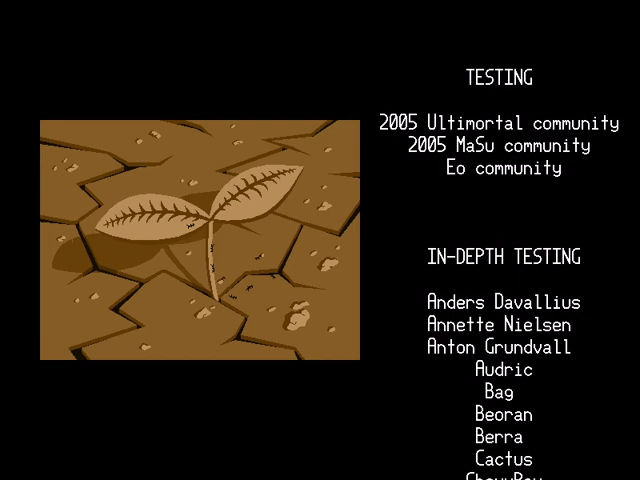 TESTING
2005 Ultimortal community
2005 MaSu community
Eo community
IN-DEPTH TESTING
Anders Davallius
Annette Nielsen
Anton Grundvall
Audric
Bag
Beoran
Berra
Cactus